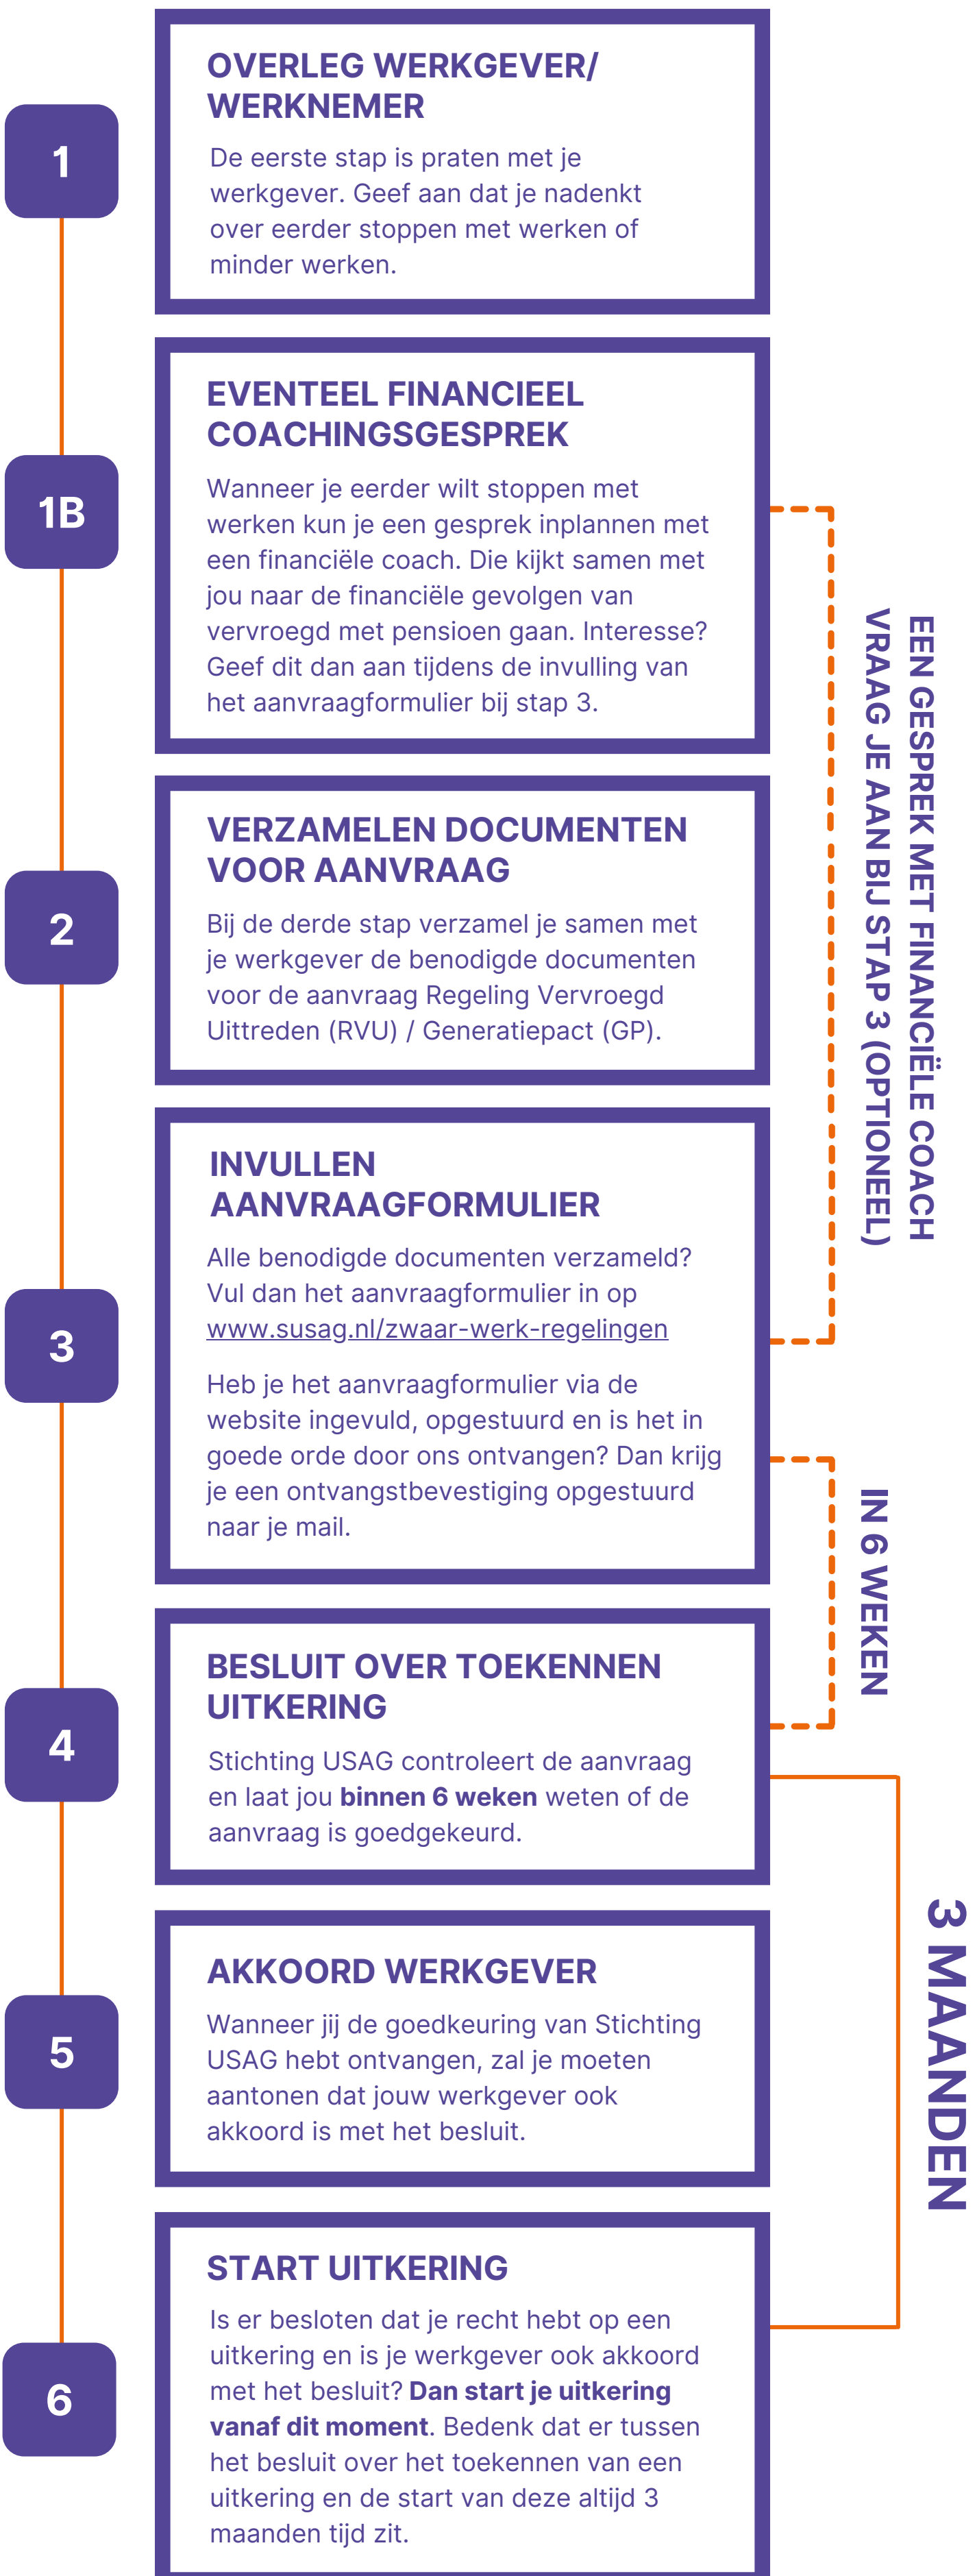 1
OVERLEG WERKGEVER/
WERKNEMER
De eerste stap is praten met je
werkgever. Geef aan dat je nadenkt
over eerder stoppen met werken of
minder werken.
1B
EVENTEEL FINANCIEEL
COACHINGSGESPREK
Wanneer je eerder wilt stoppen met
werken kun je een gesprek inplannen met
een financiële coach. Die kijkt samen met
jou naar de financiële gevolgen van
vervroegd met pensioen gaan. Interesse?
Geef dit dan aan tijdens de invulling van
het aanvraagformulier bij stap 3.
EEN GESPREK MET FINANCIËLE COACH
VRAAG JE AAN BIJ STAP 3 (OPTIONEEL)
2
VERZAMELEN DOCUMENTEN
VOOR AANVRAAG
Bij de derde stap verzamel je samen met
je werkgever de benodigde documenten
voor de aanvraag Regeling Vervroegd
Uittreden (RVU) / Generatiepact (GP).
3
INVULLEN
AANVRAAGFORMULIER
Alle benodigde documenten verzameld?
Vul dan het aanvraagformulier in op
www.susag.nl/zwaar-werk-regelingen
Heb je het aanvraagformulier via de
website ingevuld, opgestuurd en is het in
goede orde door ons ontvangen? Dan krijg
je een ontvangstbevestiging opgestuurd
naar je mail.
IN 6 WEKEN
4
BESLUIT OVER TOEKENNEN
UITKERING
Stichting USAG controleert de aanvraag
en laat jou binnen 6 weken weten of de
aanvraag is goedgekeurd.
3 MAANDEN
5
AKKOORD WERKGEVER
Wanneer jij de goedkeuring van Stichting
USAG hebt ontvangen, zal je moeten
aantonen dat jouw werkgever ook
akkoord is met het besluit.
6
START UITKERING
Is er besloten dat je recht hebt op een
uitkering en is je werkgever ook akkoord
met het besluit? Dan start je uitkering
vanaf dit moment. Bedenk dat er tussen
het besluit over het toekennen van een
uitkering en de start van deze altijd 3
maanden tijd zit.